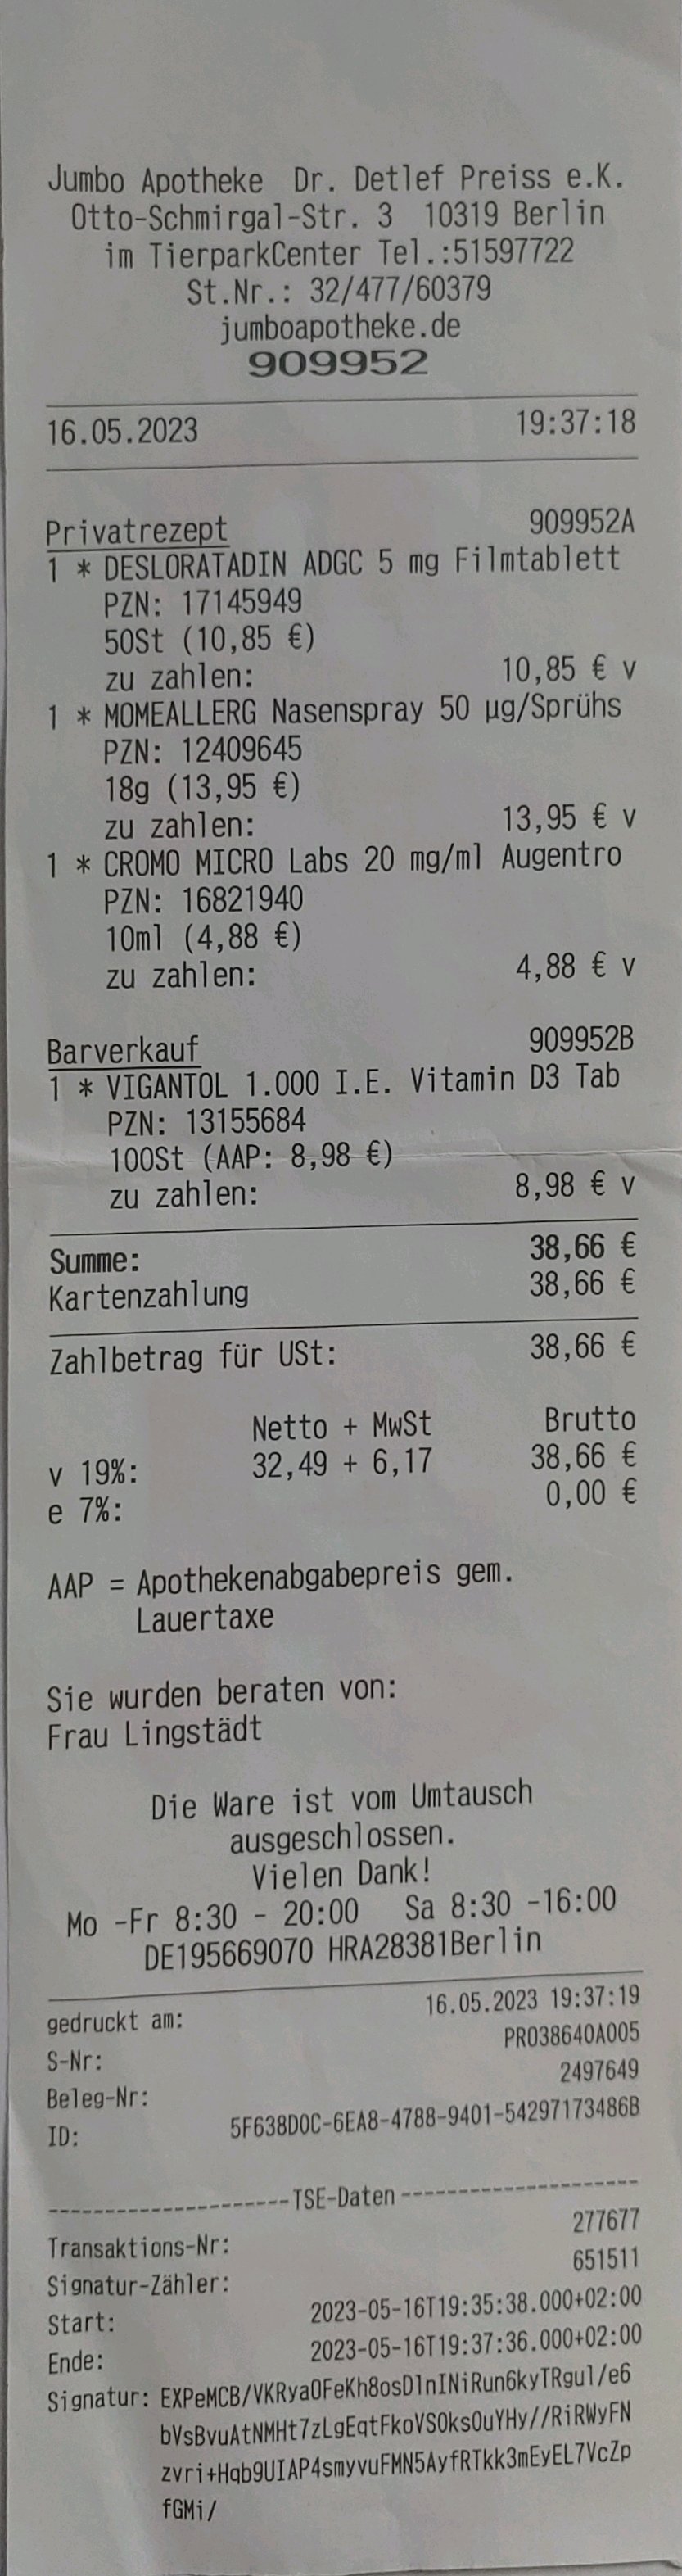 Jumbo Apotheke Dr. Detlef Preiss e.K.
Otto-Schmirgal-Str. 3 10319 Berlin
im TierparkCenter Tel.:51597722
St.Nr.: 32/477/60379
jumboapotheke.de
909952
16.05.2023 19:37:18
Privatrezept 909952A
1 * DESLORATADIN ADGC 5 mg Filmtablett
PZN: 17145949
50St (10,85 €)
zu zahlen: 10,85 € v
1 * MOMEALLERG Nasenspray 50 µg/Sprühs
PZN: 12409645
18g (13,95 €)
zu zahlen: 13,95 € v
1 * CROMO MICRO Labs 20 mg/ml Augentro
PZN: 16821940
10ml (4,88 €)
zu zahlen: 4,88 € v
Barverkauf 909952B
1 * VIGANTOL 1.000 I.E. Vitamin D3 Tab
PZN: 13155684
100St (AAP: 8,98 €)
zu zahlen: 8,98 € v
Summe: 38,66 €
Kartenzahlung 38,66 €
Zahlbetrag für USt: 38,66 €
Netto + MwSt Brutto
v 19%: 32,49 + 6,17 38,66 €
e 7%: 0,00 €
AAP = Apothekenabgabepreis gem.
Lauertaxe
Sie wurden beraten von:
Frau Lingstädt
Die Ware ist vom Umtausch
ausgeschlossen.
Vielen Dank!
Mo -Fr 8:30 - 20:00 Sa 8:30 -16:00
DE195669070 HRA28381Berlin
gedruckt am: 16.05.2023 19:37:19
S-Nr: PR038640A005
Beleg-Nr: 2497649
ID: 5F638D0C-6EA8-4788-9401-54297173486B
--------------------TSE-Daten--------------------
Transaktions-Nr: 277677
Signatur-Zähler: 651511
Start: 2023-05-16T19:35:38.000+02:00
Ende: 2023-05-16T19:37:36.000+02:00
Signatur: EXPeMCB/VKRyaOFeKh8osDlnINiRun6kyTRgul/e6
bVsBvuAtNMHt7zLgEqtFkoVSOksOuYHy//RiRWyFN
zvri+Hqb9UIAP4smyvuFMN5AyfRTkk3mEyEL7VcZp
fGMi/